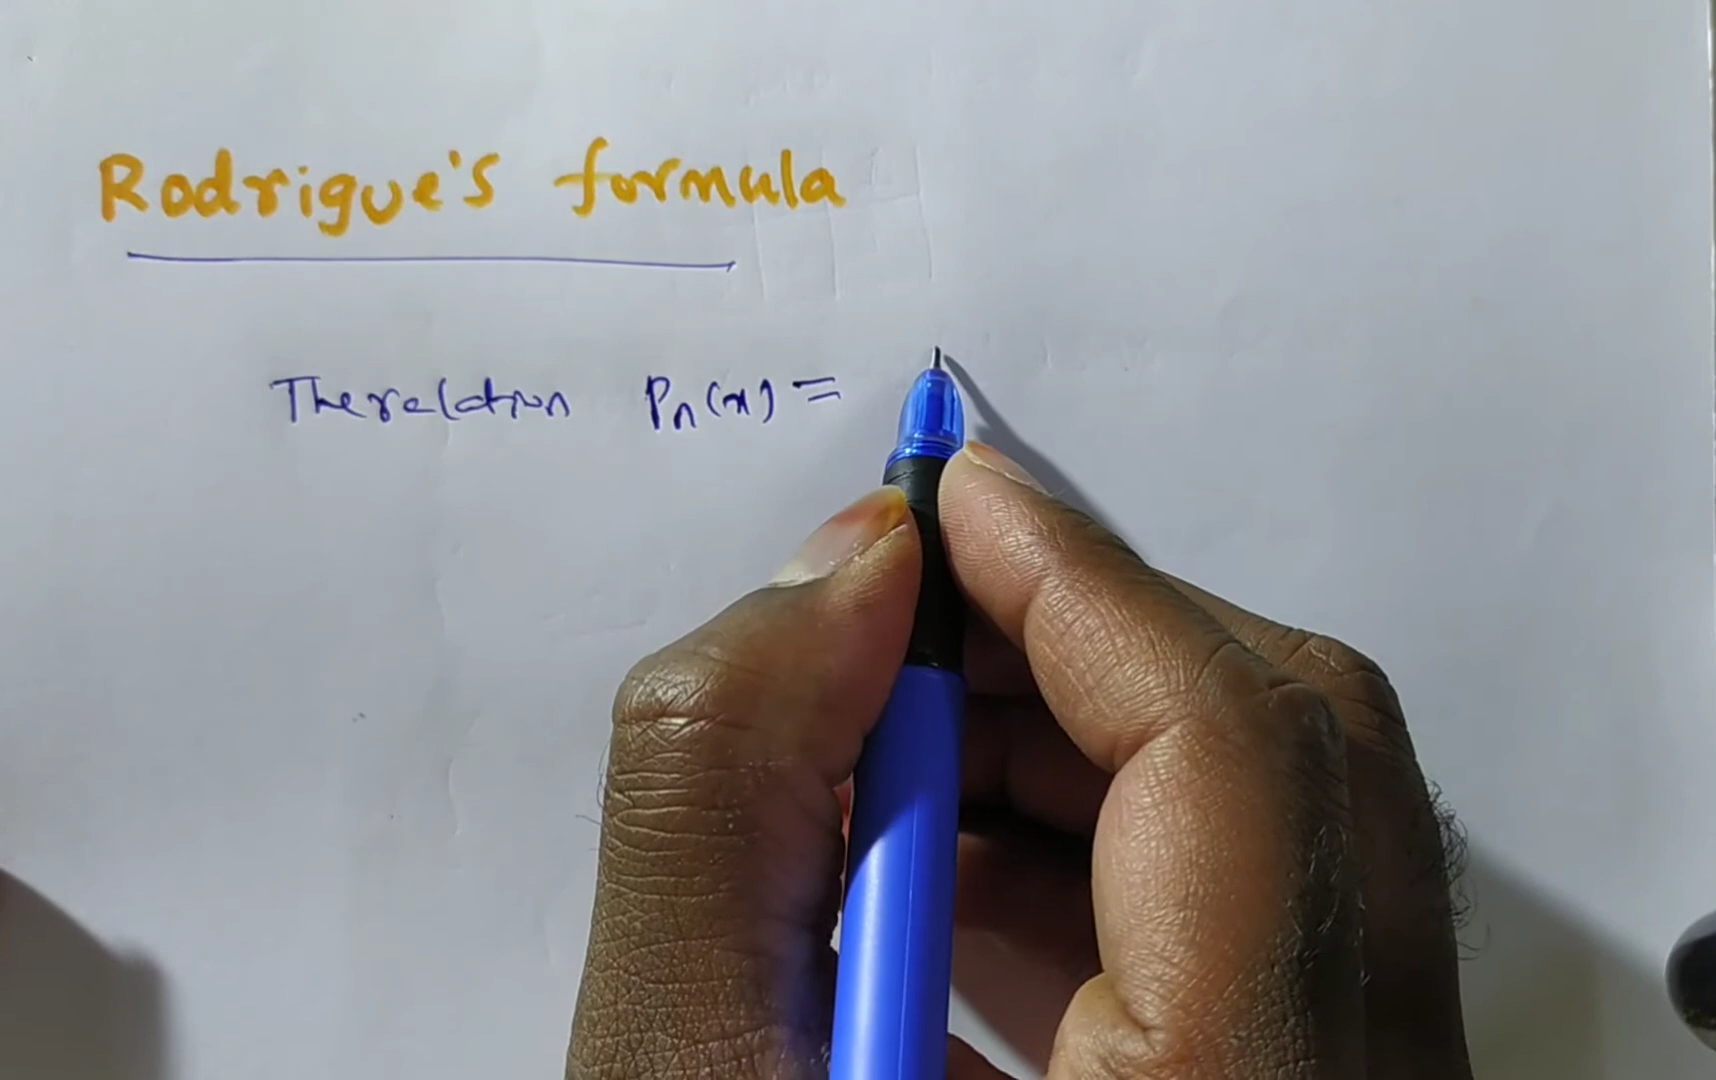 Rodrigue's formula
The relation Pn(x) =